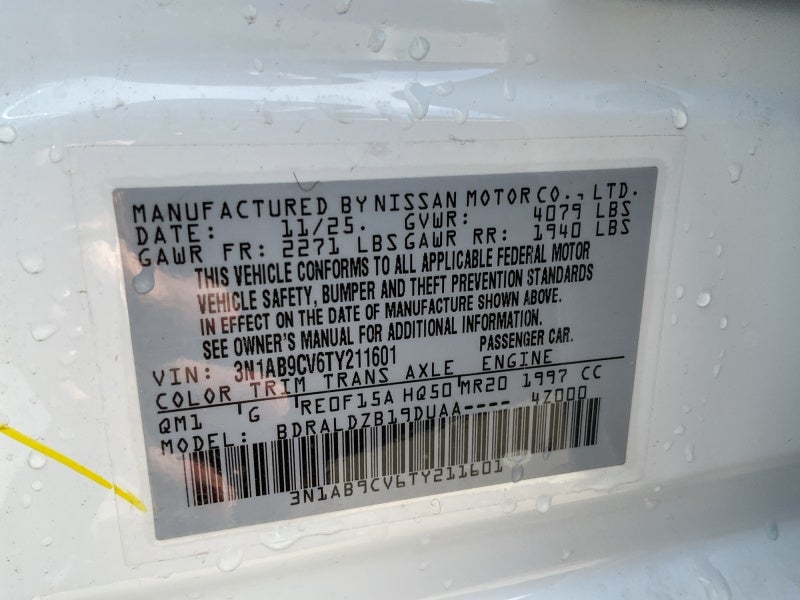 MANUFACTURED BY NISSAN MOTOR CO., LTD.
DATE: 11/25. GVWR: 4079 LBS
GAWR FR: 2271 LBS GAWR RR: 1940 LBS
THIS VEHICLE CONFORMS TO ALL APPLICABLE FEDERAL MOTOR
VEHICLE SAFETY, BUMPER AND THEFT PREVENTION STANDARDS
IN EFFECT ON THE DATE OF MANUFACTURE SHOWN ABOVE.
SEE OWNER'S MANUAL FOR ADDITIONAL INFORMATION.
VIN: 3N1AB9CV6TY211601 PASSENGER CAR.
COLOR TRIM TRANS AXLE ENGINE
QM1 G RE0F15A HQ50 MR20 1997 CC
MODEL: BDRALDZB19DUAA---- 47000
3N1AB9CV6TY211601